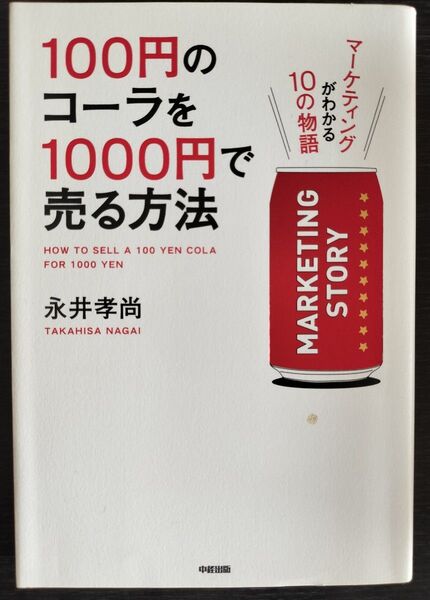 100円の
コーラを
1000円で
売る方法
HOW TO SELL A 100 YEN COLA
FOR 1000 YEN
永井孝尚
TAKAHISA NAGAI
マーケティング
がわかる
10の物語
MARKETING
STORY
中経出版